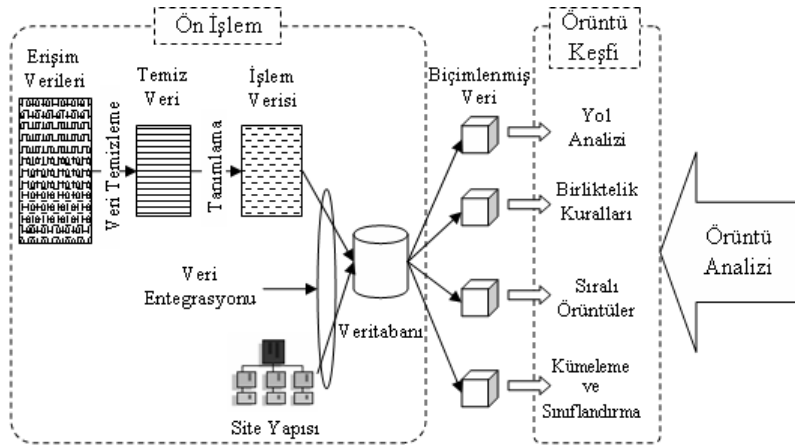 Ön İşlem
Örüntü
Keşfi
Erişim
Verileri
Temiz
Veri
İşlem
Verisi
Biçimlenmiş
Veri
Veri Temizleme
Tanımlama
Yol
Analizi
Birliktelik
Kuralları
Örüntü
Analizi
Veri
Entegrasyonu
Veritabanı
Sıralı
Örüntüler
Site Yapısı
Kümeleme
ve
Sınıflandırma